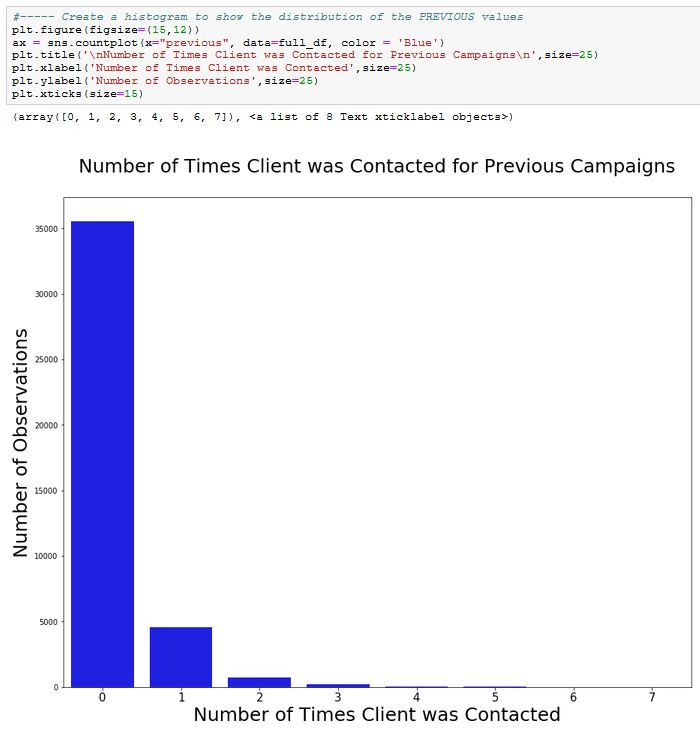 #----- Create a histogram to show the distribution of the PREVIOUS values
plt.figure(figsize=(15,12))
ax = sns.countplot(x="previous", data=full_df, color = 'Blue')
plt.title('\nNumber of Times Client was Contacted for Previous Campaigns\n',size=25)
plt.xlabel('Number of Times Client was Contacted',size=25)
plt.ylabel('Number of Observations',size=25)
plt.xticks(size=15)
(array([0, 1, 2, 3, 4, 5, 6, 7]), <a list of 8 Text xticklabel objects>)
Number of Times Client was Contacted for Previous Campaigns
Number of Observations
35000
30000
25000
20000
15000
10000
5000
0
0 1 2 3 4 5 6 7
Number of Times Client was Contacted